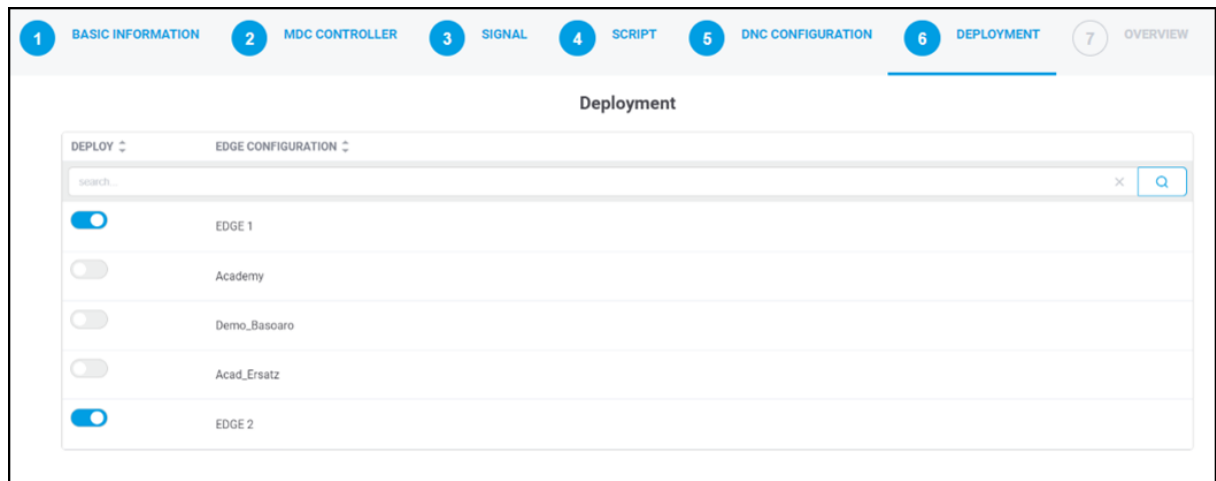 1 BASIC INFORMATION 2 MDC CONTROLLER 3 SIGNAL 4 SCRIPT 5 DNC CONFIGURATION 6 DEPLOYMENT 7 OVERVIEW
Deployment
DEPLOY EDGE CONFIGURATION
search...
EDGE 1
Academy
Demo_Basoaro
Acad_Ersatz
EDGE 2